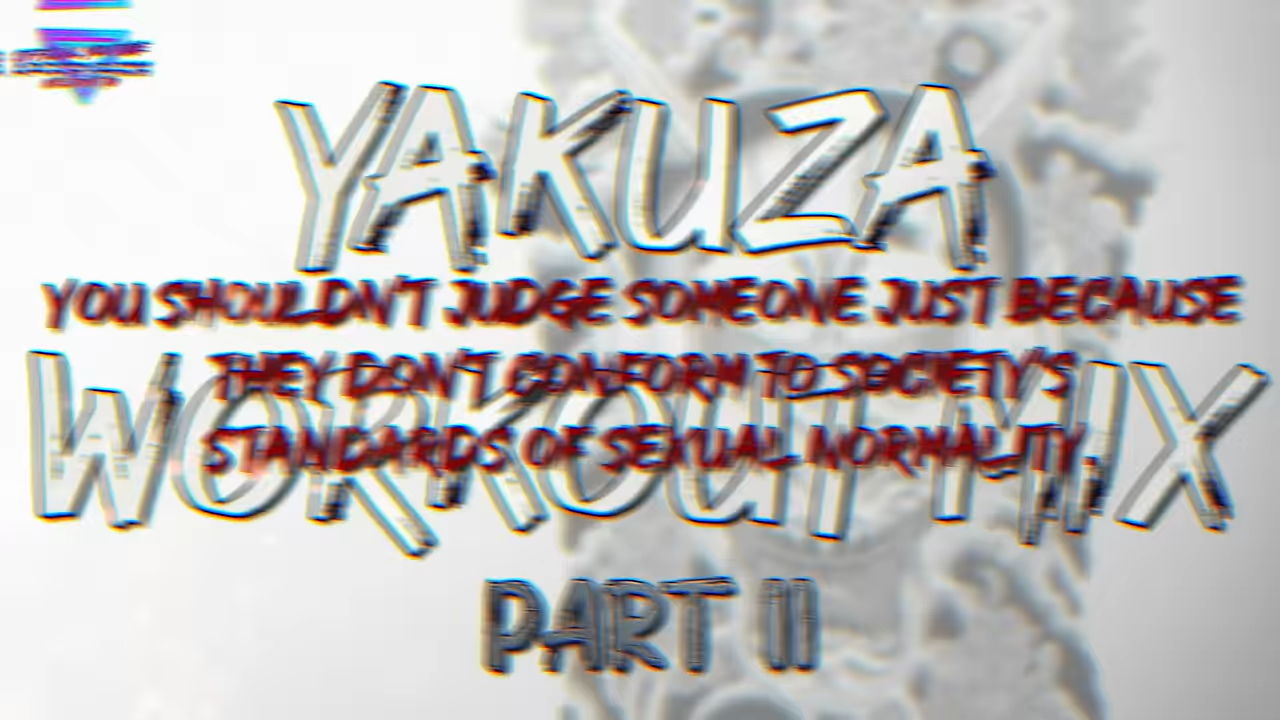 YAKUZA
YOU SHOULDN'T JUDGE SOMEONE JUST BECAUSE
THEY DON'T CONFORM TO SOCIETY'S
STANDARDS OF SEXUAL NORMALITY
WORKOUT MIX
PART II